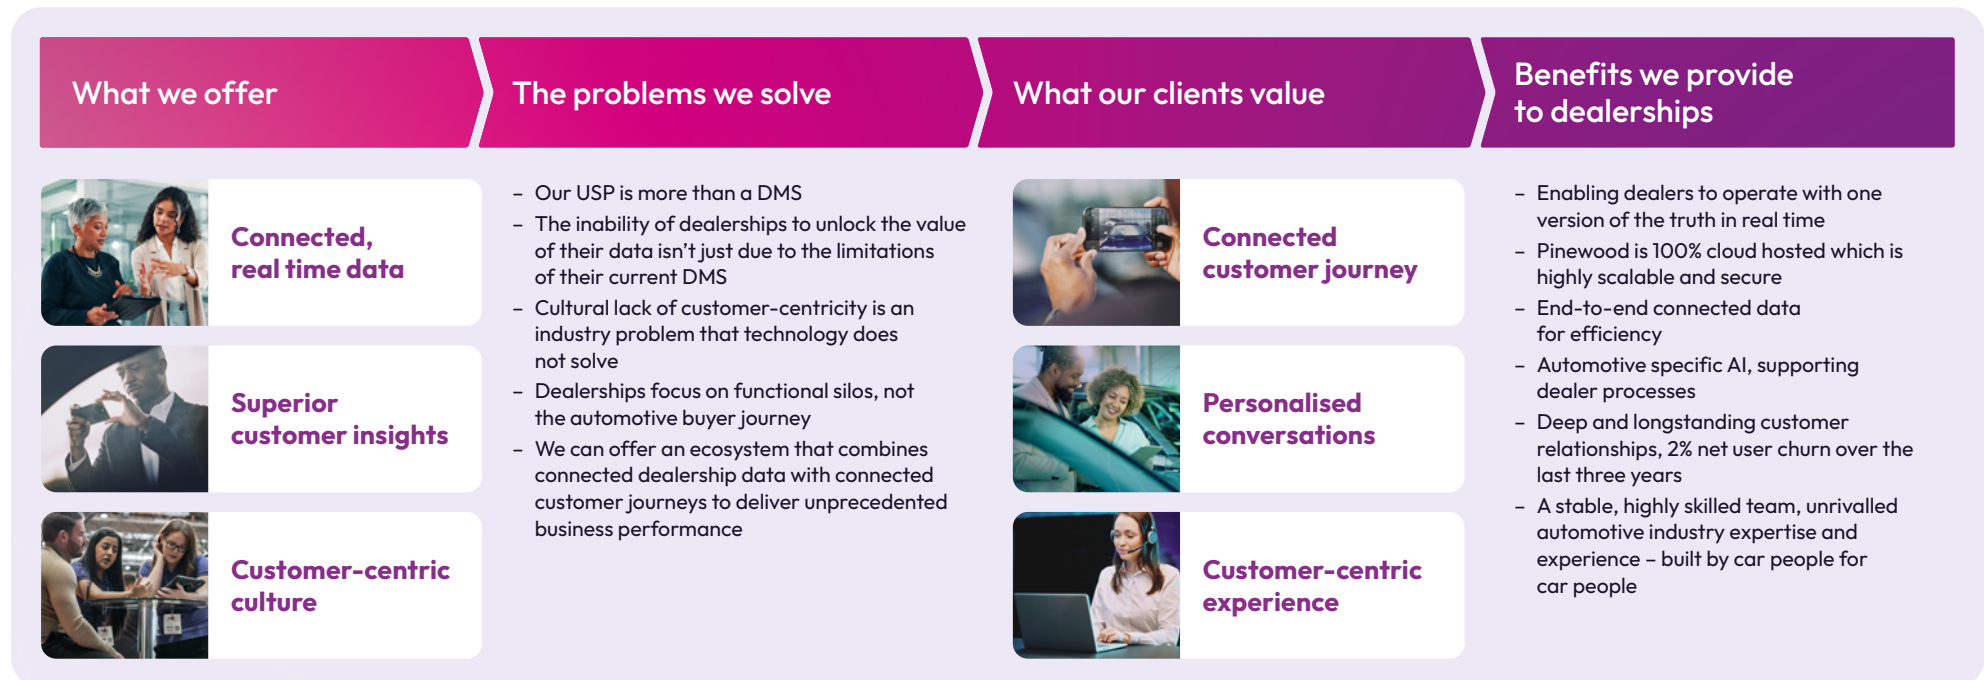 What we offer
Connected,
real time data
Superior
customer insights
Customer-centric
culture
The problems we solve
– Our USP is more than a DMS
– The inability of dealerships to unlock the value
of their data isn’t just due to the limitations
of their current DMS
– Cultural lack of customer-centricity is an
industry problem that technology does
not solve
– Dealerships focus on functional silos, not
the automotive buyer journey
– We can offer an ecosystem that combines
connected dealership data with connected
customer journeys to deliver unprecedented
business performance
What our clients value
Connected
customer journey
Personalised
conversations
Customer-centric
experience
Benefits we provide
to dealerships
– Enabling dealers to operate with one
version of the truth in real time
– Pinewood is 100% cloud hosted which is
highly scalable and secure
– End-to-end connected data
for efficiency
– Automotive specific AI, supporting
dealer processes
– Deep and longstanding customer
relationships, 2% net user churn over the
last three years
– A stable, highly skilled team, unrivalled
automotive industry expertise and
experience – built by car people for
car people